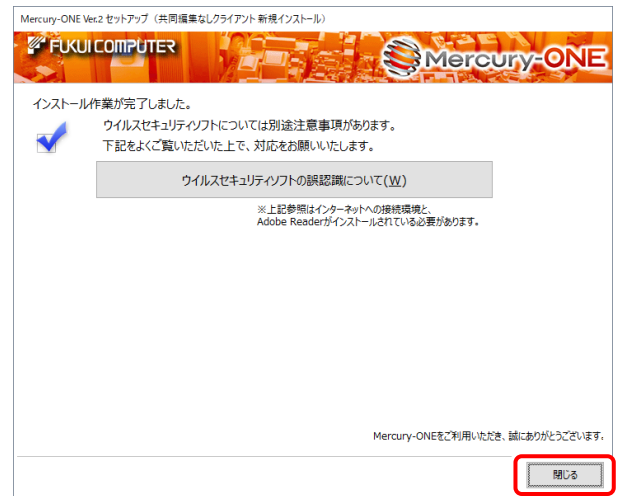 Mercury-ONE Ver.2 セットアップ（共同編集なしクライアント 新規インストール）
FUKUI COMPUTER
Mercury-ONE
インストール作業が完了しました。
ウイルスセキュリティソフトについては別途注意事項があります。
下記をよくご覧いただいた上で、対応をお願いいたします。
ウイルスセキュリティソフトの誤認識について(W)
※上記参照はインターネットへの接続環境と、
Adobe Readerがインストールされている必要があります。
Mercury-ONEをご利用いただき、誠にありがとうございます。
閉じる